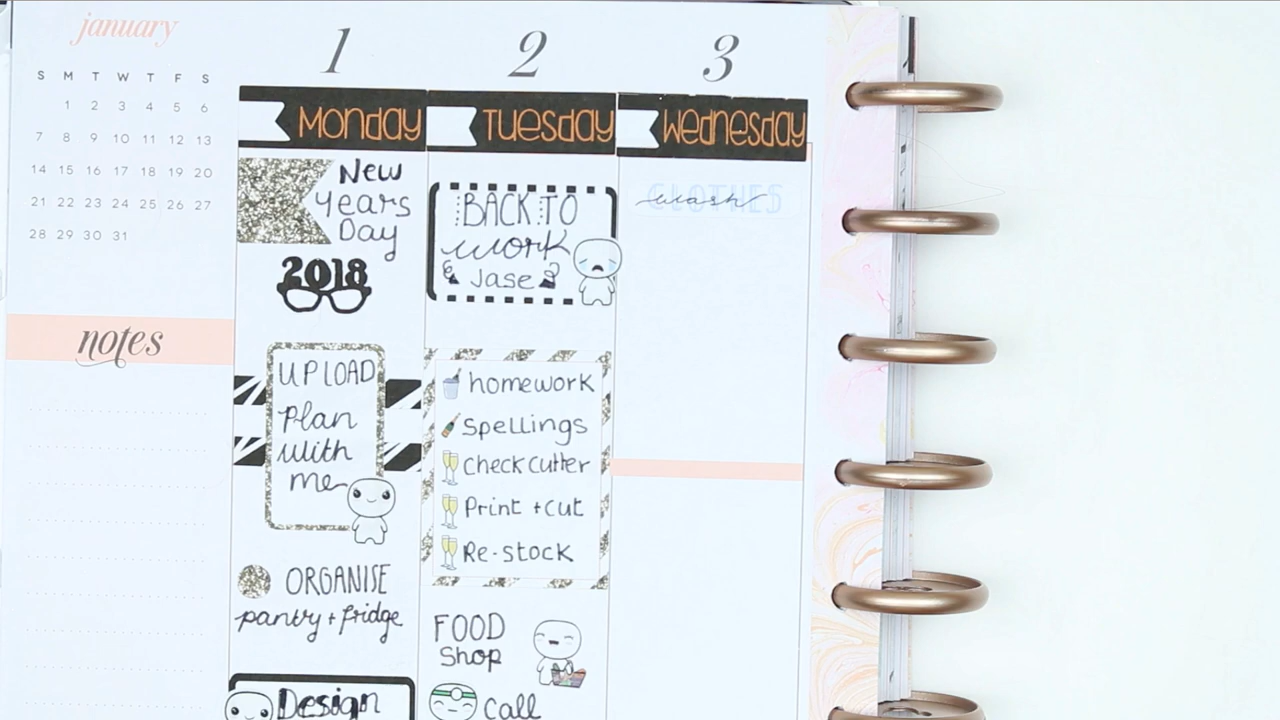 january
S M T W T F S
1 2 3 4 5 6
7 8 9 10 11 12 13
14 15 16 17 18 19 20
21 22 23 24 25 26 27
28 29 30 31
notes
1
Monday
New
Years
Day
2018
UPLOAD
Plan
with
me
ORGANISE
pantry + fridge
Design
2
Tuesday
BACK TO
work
Jase
homework
Spellings
Check cutter
Print + cut
Re-stock
FOOD
Shop
Call
3
Wednesday
CLOTHES
wash